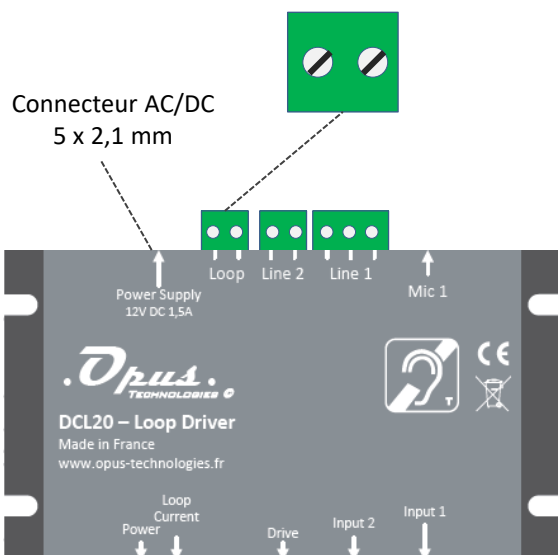 Connecteur AC/DC
5 x 2,1 mm
Loop Line 2 Line 1
Mic 1
Power Supply
12V DC 1,5A
.Opus.
TECHNOLOGIES ©
T
CE
DCL20 – Loop Driver
Made in France
www.opus-technologies.fr
Loop
Current
Power
Drive
Input 2
Input 1